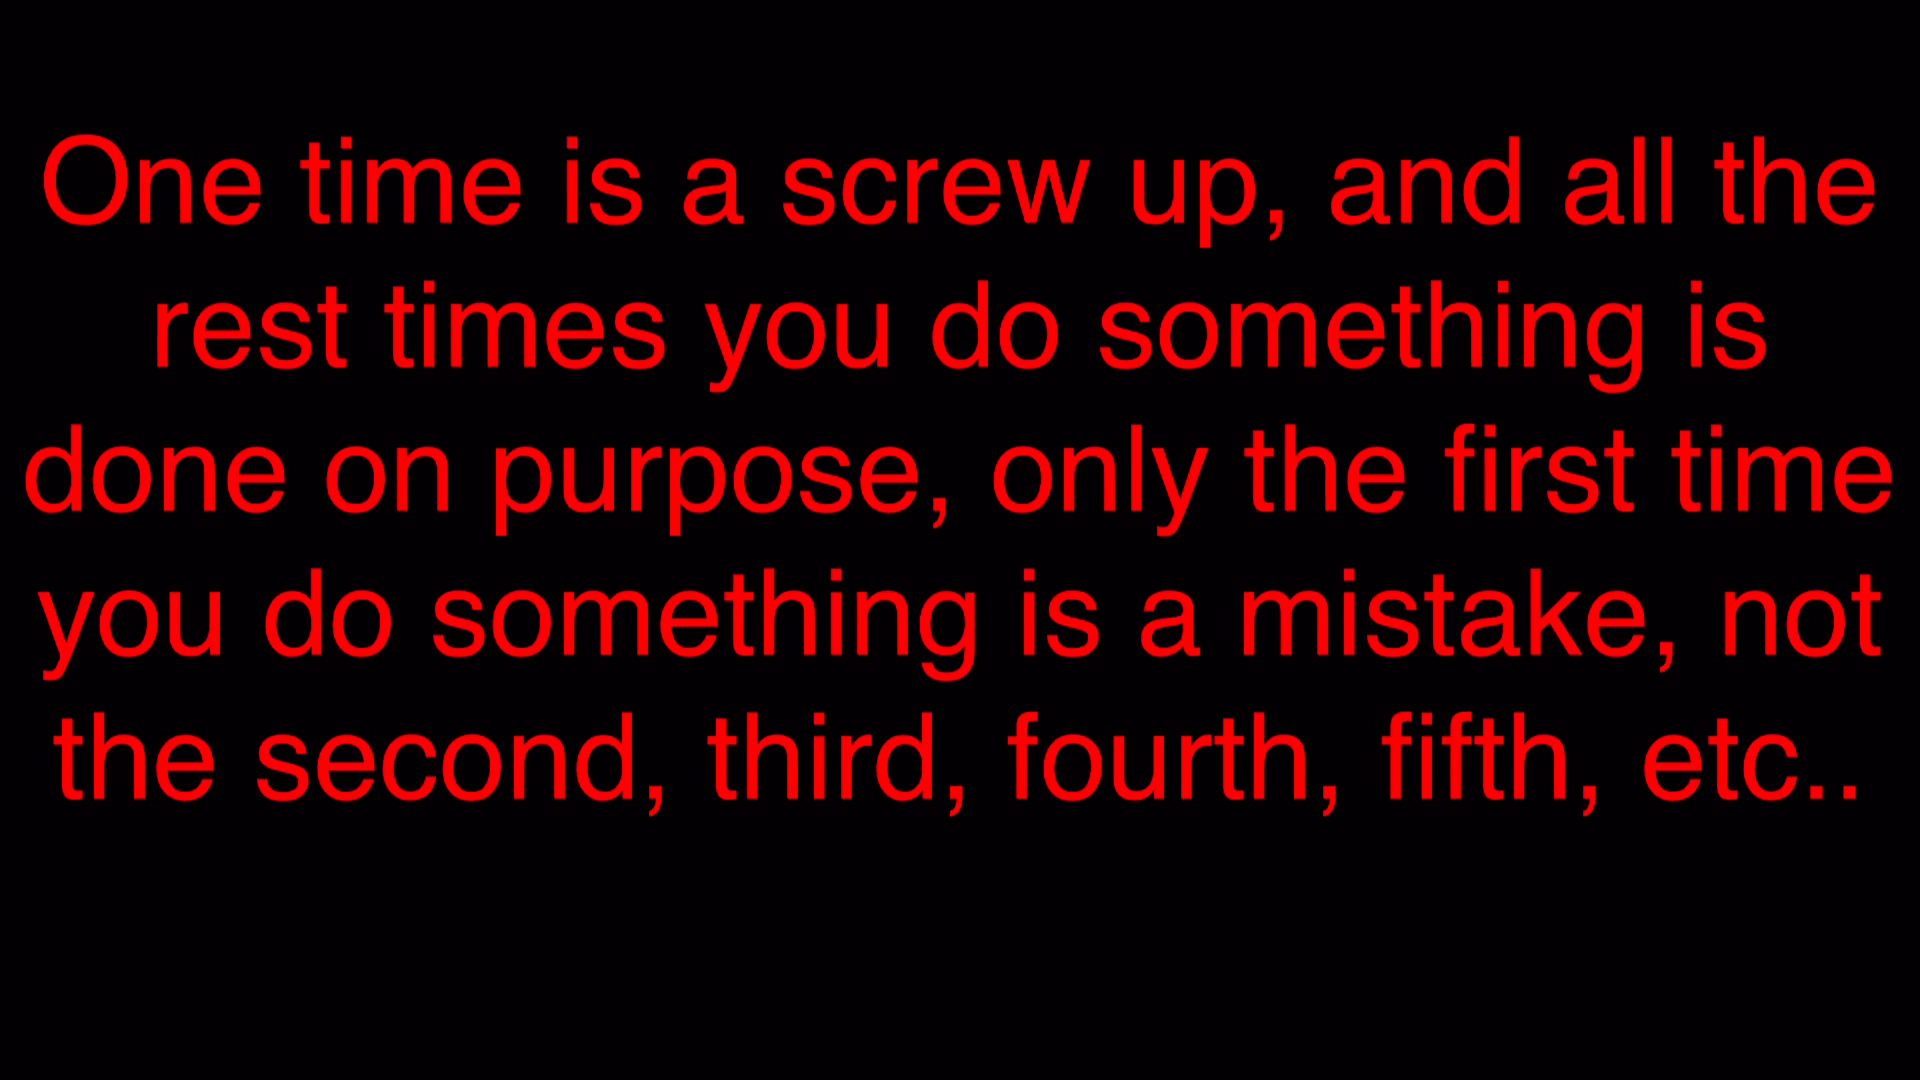 One time is a screw up, and all the
rest times you do something is
done on purpose, only the first time
you do something is a mistake, not
the second, third, fourth, fifth, etc..